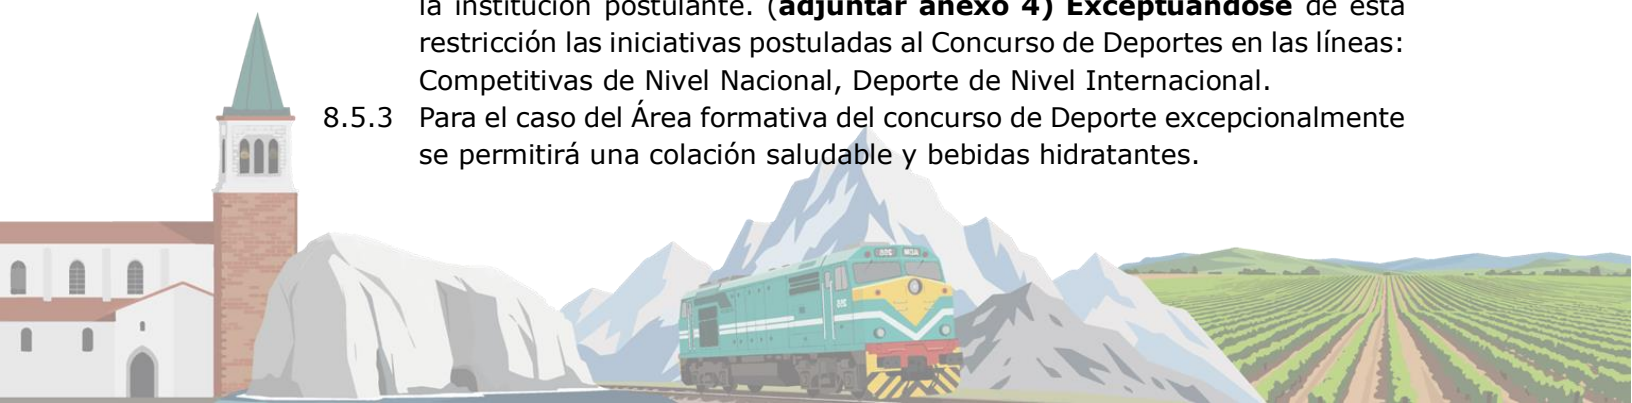 la institución postulante. (adjuntar anexo 4) Exceptuándose de esta
restricción las iniciativas postuladas al Concurso de Deportes en las líneas:
Competitivas de Nivel Nacional, Deporte de Nivel Internacional.
8.5.3 Para el caso del Área formativa del concurso de Deporte excepcionalmente
se permitirá una colación saludable y bebidas hidratantes.